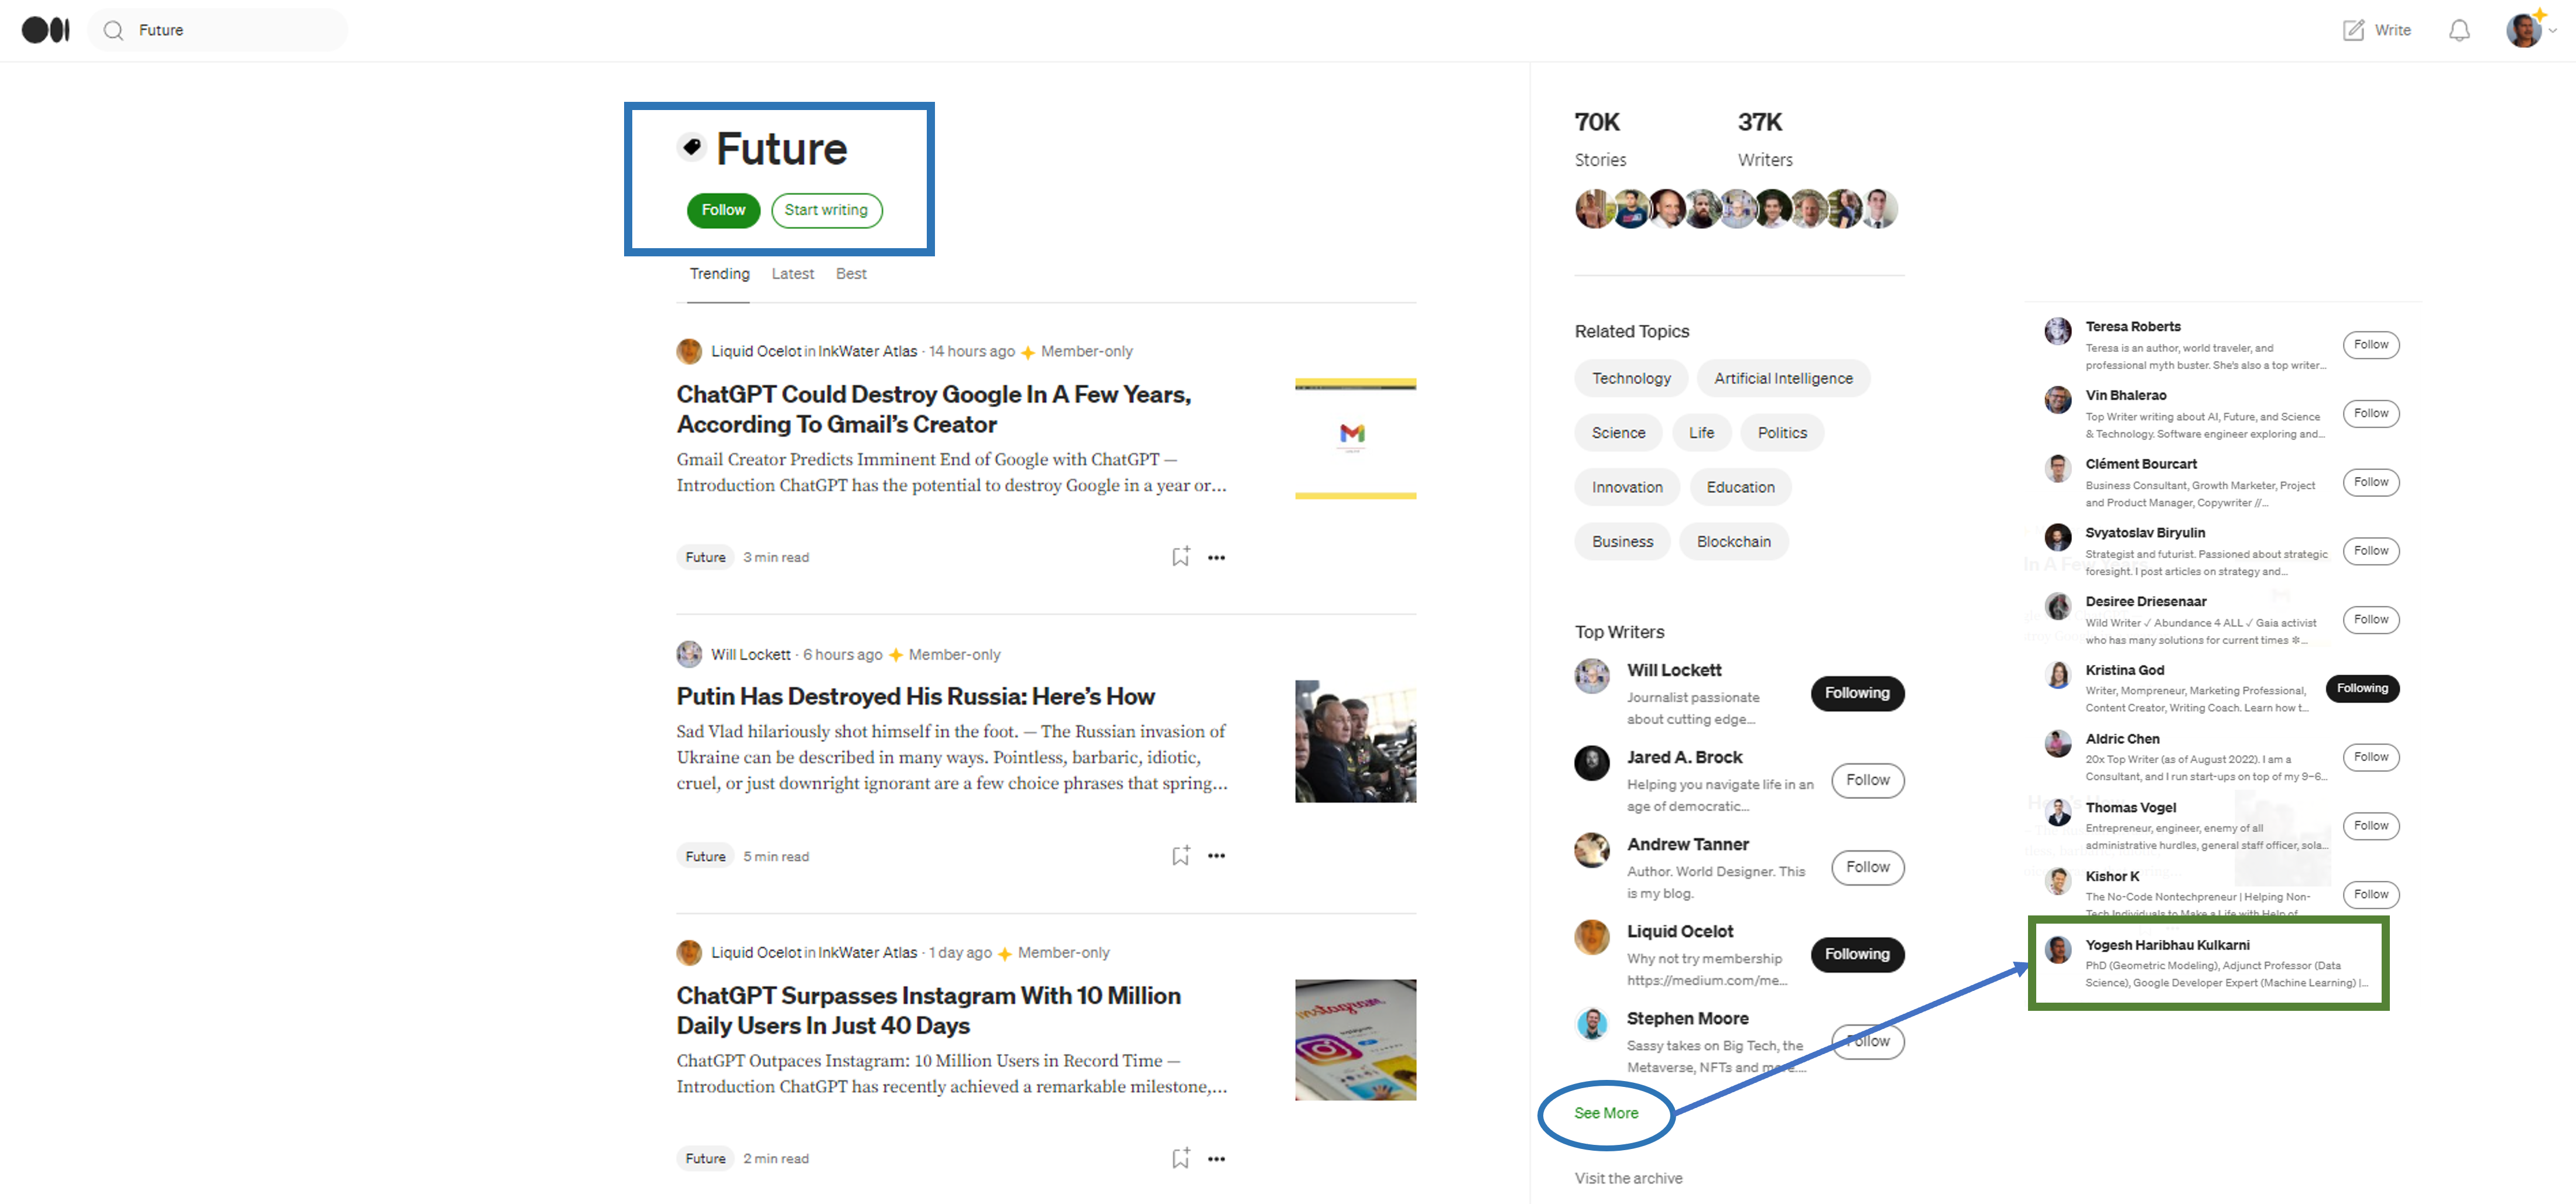 Future
Write
Future
Follow
Start writing
Trending
Latest
Best
Liquid Ocelot in InkWater Atlas · 14 hours ago Member-only
ChatGPT Could Destroy Google In A Few Years,
According To Gmail's Creator
Gmail Creator Predicts Imminent End of Google with ChatGPT —
Introduction ChatGPT has the potential to destroy Google in a year or…
Future
3 min read
Will Lockett · 6 hours ago Member-only
Putin Has Destroyed His Russia: Here's How
Sad Vlad hilariously shot himself in the foot. — The Russian invasion of
Ukraine can be described in many ways. Pointless, barbaric, idiotic,
cruel, or just downright ignorant are a few choice phrases that spring…
Future
5 min read
Liquid Ocelot in InkWater Atlas · 1 day ago Member-only
ChatGPT Surpasses Instagram With 10 Million
Daily Users In Just 40 Days
ChatGPT Outpaces Instagram: 10 Million Users in Record Time —
Introduction ChatGPT has recently achieved a remarkable milestone,…
Future
2 min read
70K
Stories
37K
Writers
Related Topics
Technology
Artificial Intelligence
Science
Life
Politics
Innovation
Education
Business
Blockchain
Top Writers
Will Lockett
Journalist passionate
about cutting edge…
Following
Jared A. Brock
Helping you navigate life in an
age of democratic…
Follow
Andrew Tanner
Author. World Designer. This
is my blog.
Follow
Liquid Ocelot
Why not try membership
https://medium.com/me…
Following
Stephen Moore
Sassy takes on Big Tech, the
Metaverse, NFTs and more.…
Follow
See More
Visit the archive
Teresa Roberts
Teresa is an author, world traveler, and
professional myth buster. She's also a top writer…
Follow
Vin Bhalerao
Top Writer writing about AI, Future, and Science
& Technology. Software engineer exploring and…
Follow
Clément Bourcart
Business Consultant, Growth Marketer, Project
and Product Manager, Copywriter //…
Follow
Svyatoslav Biryulin
Strategist and futurist. Passioned about strategic
foresight. I post articles on strategy and…
Follow
Desiree Driesenaar
Wild Writer ✓ Abundance 4 ALL ✓ Gaia activist
who has many solutions for current times ❄…
Follow
Kristina God
Writer, Mompreneur, Marketing Professional,
Content Creator, Writing Coach. Learn how t…
Following
Aldric Chen
20x Top Writer (as of August 2022). I am a
Consultant, and I run start-ups on top of my 9–6…
Follow
Thomas Vogel
Entrepreneur, engineer, enemy of all
administrative hurdles, general staff officer, sola…
Follow
Kishor K
The No-Code Nontechpreneur | Helping Non-
Tech Individuals to Make a Life with Help of
Follow
Yogesh Haribhau Kulkarni
PhD (Geometric Modeling), Adjunct Professor (Data
Science), Google Developer Expert (Machine Learning) |…